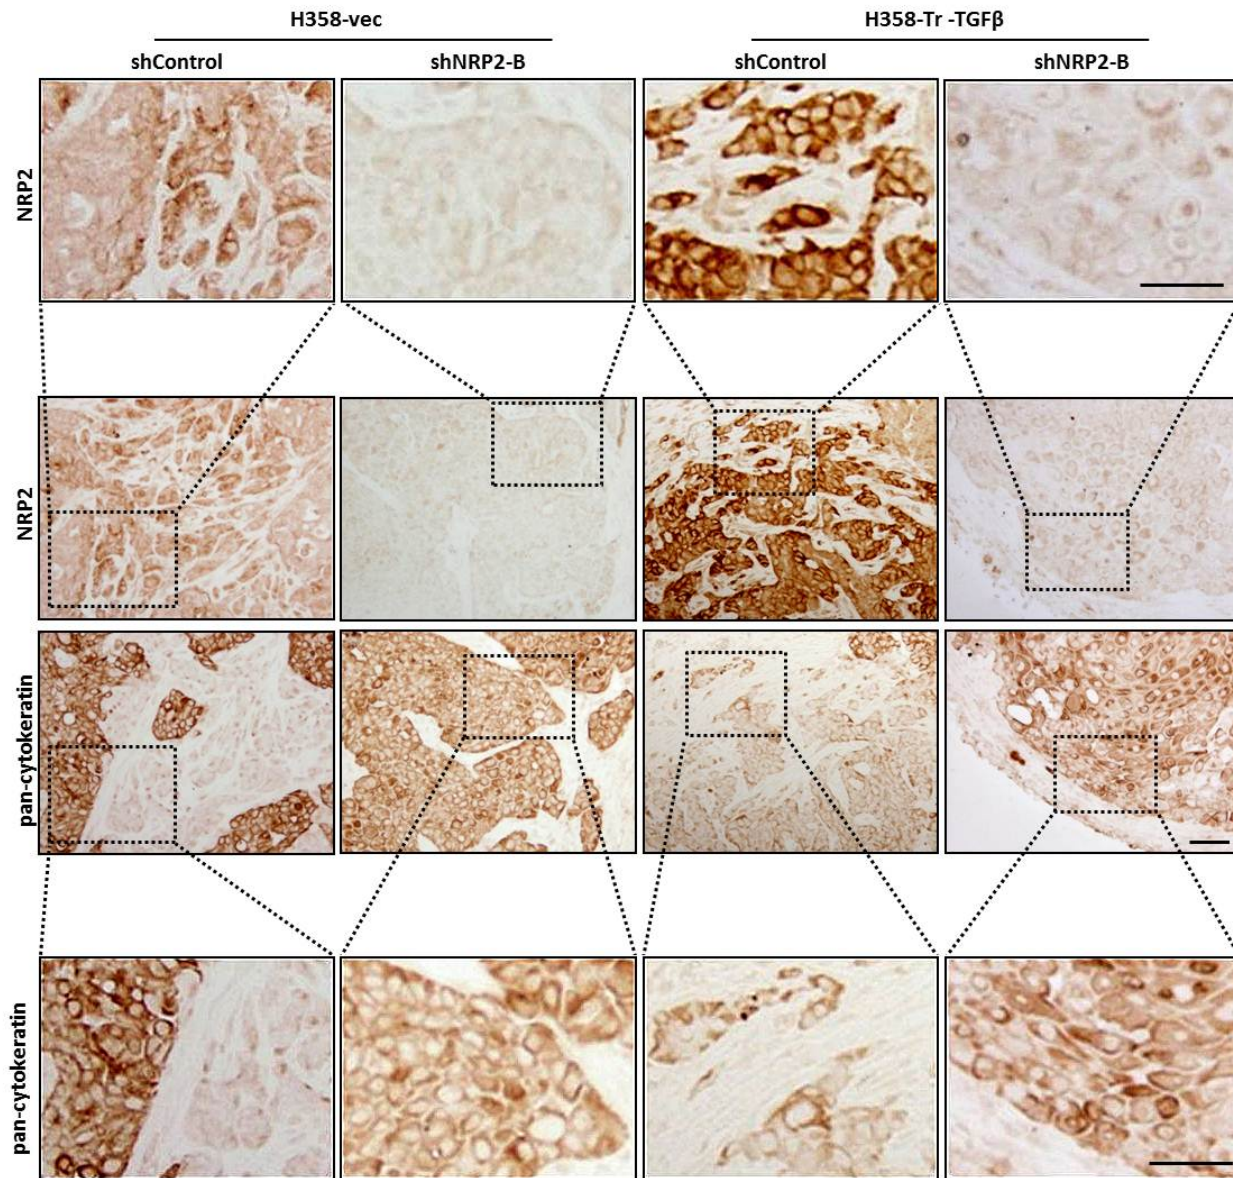 H358-vec
H358-Tr -TGFβ
shControl
shNRP2-B
shControl
shNRP2-B
NRP2
NRP2
pan-cytokeratin
pan-cytokeratin